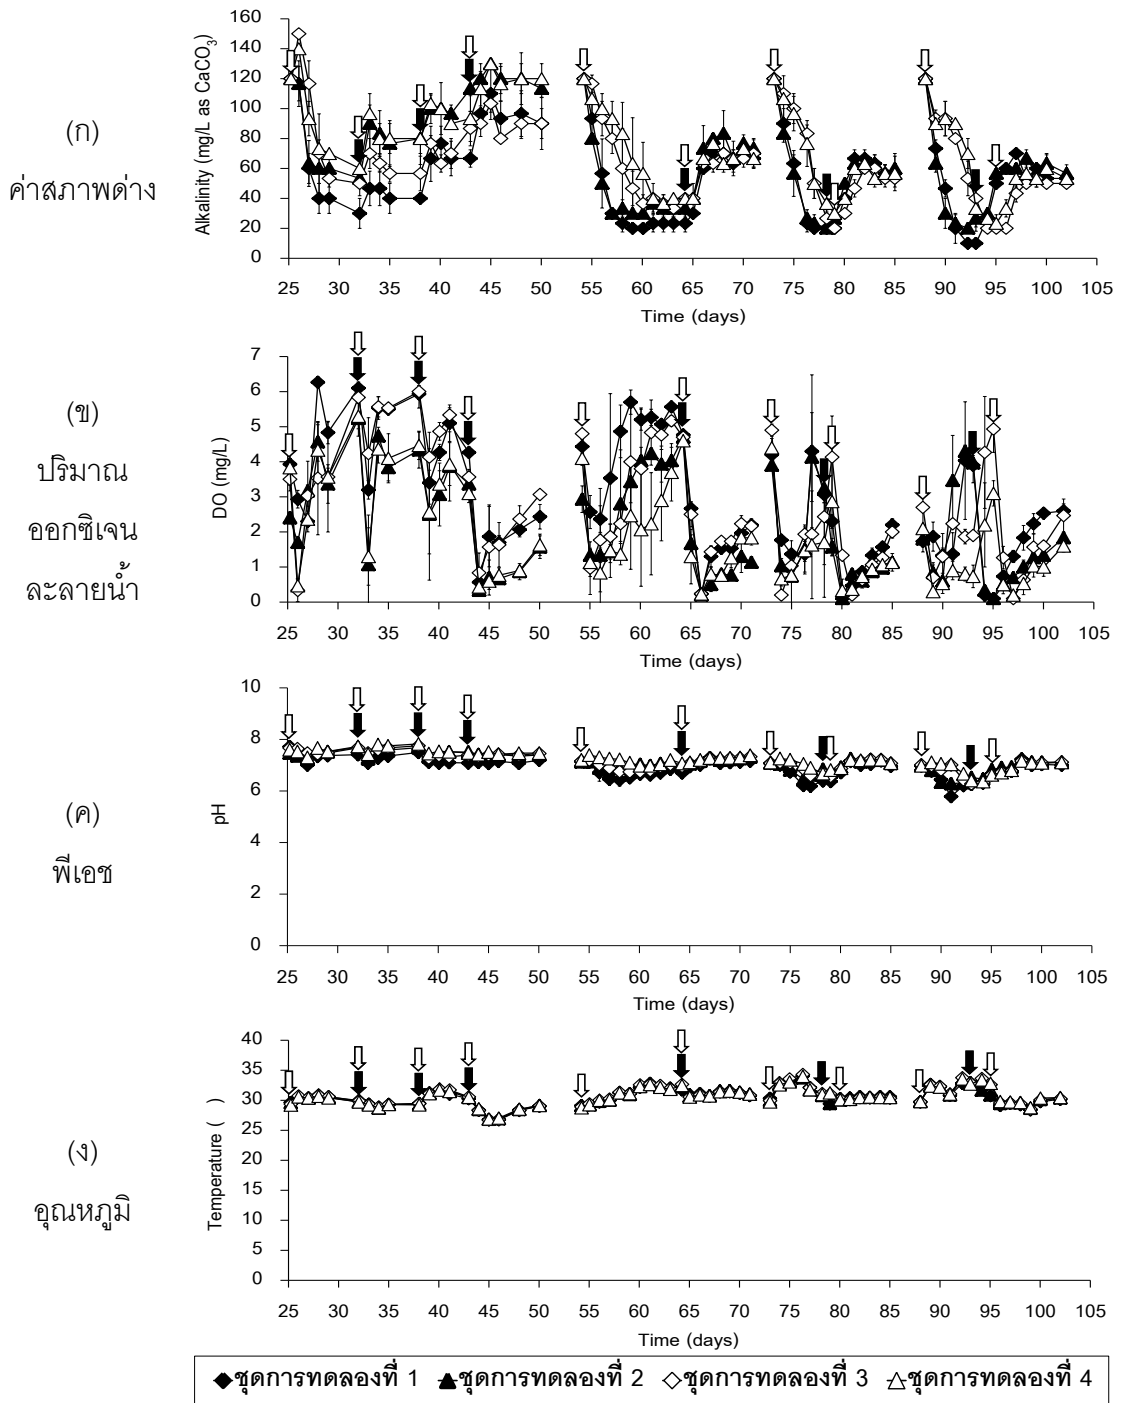 (ก)
ค่าสภาพด่าง
Alkalinity (mg/L as CaCO3)
160
140
120
100
80
60
40
20
0
25 30 35 40 45 50 55 60 65 70 75 80 85 90 95 100 105
Time (days)
(ข)
ปริมาณ
ออกซิเจน
ละลายน้ำ
DO (mg/L)
7
6
5
4
3
2
1
0
25 30 35 40 45 50 55 60 65 70 75 80 85 90 95 100 105
Time (days)
(ค)
พีเอช
pH
10
8
6
4
2
0
25 30 35 40 45 50 55 60 65 70 75 80 85 90 95 100 105
Time (days)
(ง)
อุณหภูมิ
Temperature ( )
40
35
30
25
20
15
10
5
0
25 30 35 40 45 50 55 60 65 70 75 80 85 90 95 100 105
Time (days)
ชุดการทดลองที่ 1 ชุดการทดลองที่ 2 ชุดการทดลองที่ 3 ชุดการทดลองที่ 4